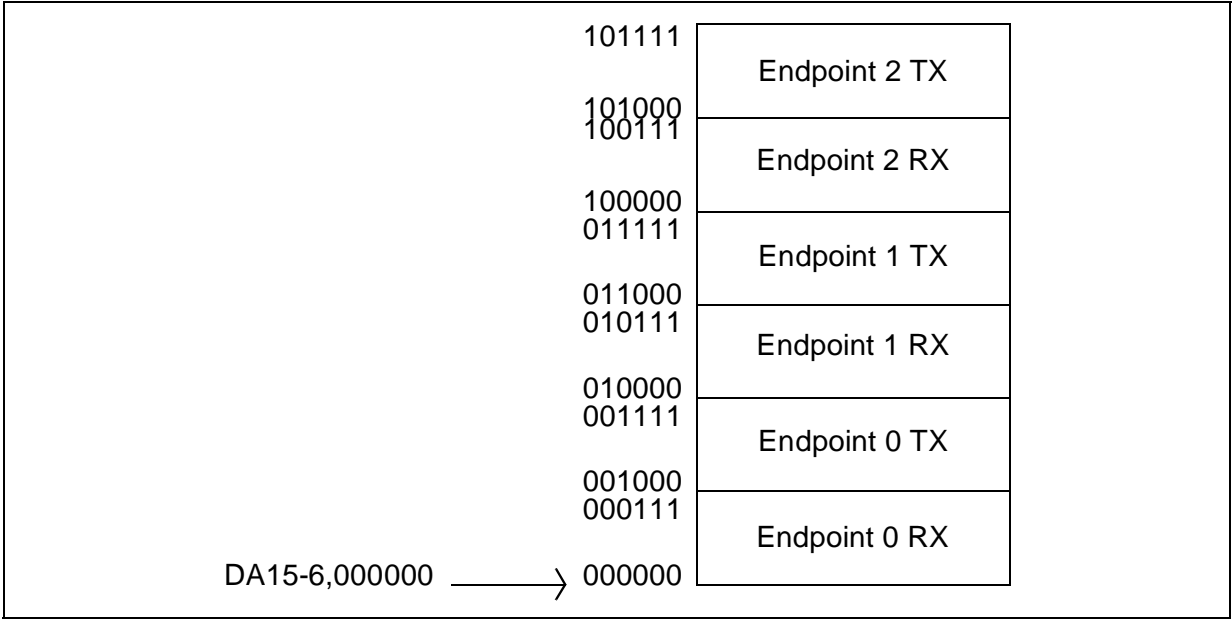 101111
Endpoint 2 TX
101000
100111
Endpoint 2 RX
100000
011111
Endpoint 1 TX
011000
010111
Endpoint 1 RX
010000
001111
Endpoint 0 TX
001000
000111
Endpoint 0 RX
DA15-6,000000 000000